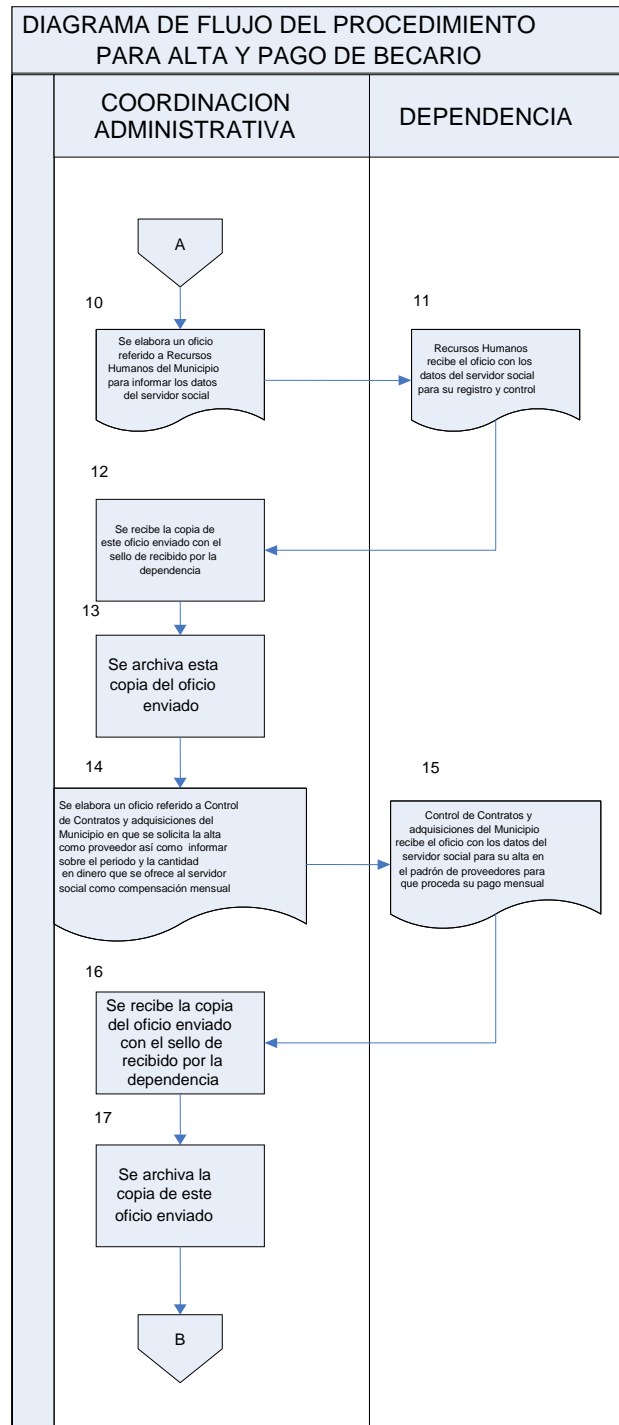 DIAGRAMA DE FLUJO DEL PROCEDIMIENTO
PARA ALTA Y PAGO DE BECARIO
COORDINACION
ADMINISTRATIVA
DEPENDENCIA
A
10
Se elabora un oficio
referido a Recursos
Humanos del Municipio
para informar los datos
del servidor social
11
Recursos Humanos
recibe el oficio con los
datos del servidor social
para su registro y control
12
Se recibe la copia de
este oficio enviado con el
sello de recibido por la
dependencia
13
Se archiva esta
copia del oficio
enviado
14
Se elabora un oficio referido a Control
de Contratos y adquisiciones del
Municipio en que se solicita la alta
como proveedor así como informar
sobre el periodo y la cantidad
en dinero que se ofrece al servidor
social como compensación mensual
15
Control de Contratos y
adquisiciones del Municipio
recibe el oficio con los datos del
servidor social para su alta en
el padrón de proveedores para
que proceda su pago mensual
16
Se recibe la copia
del oficio enviado
con el sello de
recibido por la
dependencia
17
Se archiva la
copia de este
oficio enviado
B